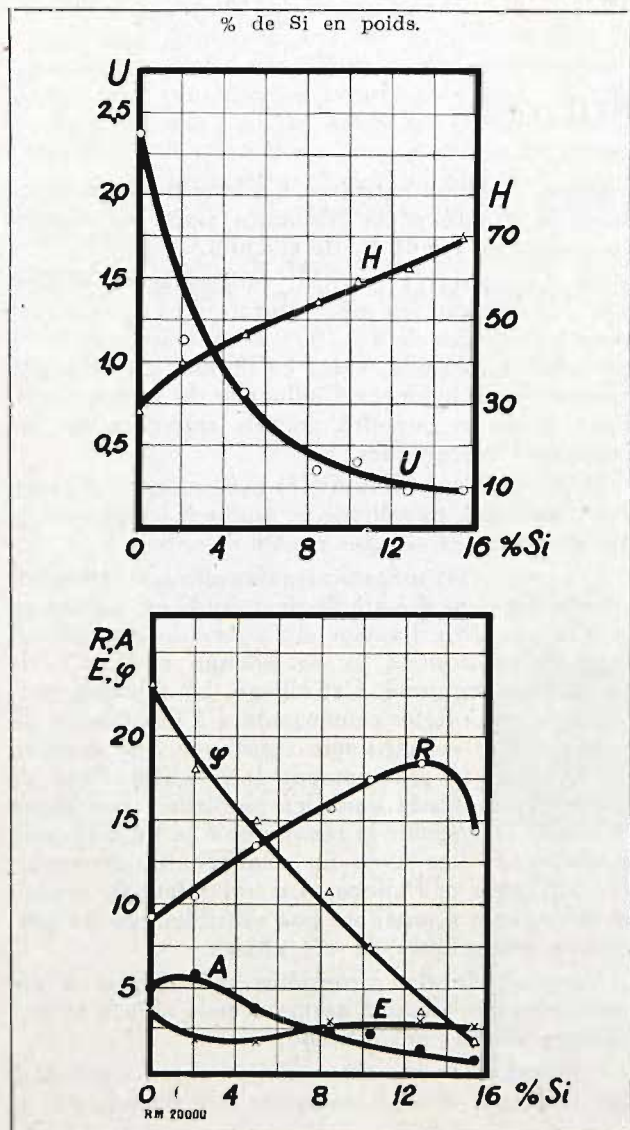 % de Si en poids.
U
2,5
2,0
H
H
70
1,5
50
1,0
30
0,5
U
10
0 4 8 12 16 % Si
R,A
E,φ
φ
R
20
15
10
A
5
E
0 4 8 12 16 % Si
RM 20000